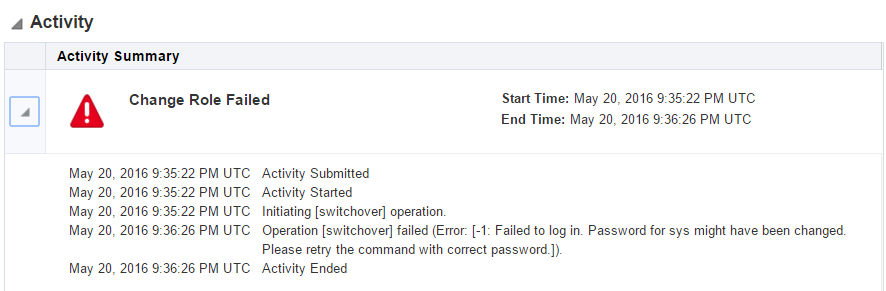 Activity
Activity Summary
Change Role Failed
Start Time: May 20, 2016 9:35:22 PM UTC
End Time: May 20, 2016 9:36:26 PM UTC
May 20, 2016 9:35:22 PM UTC Activity Submitted
May 20, 2016 9:35:22 PM UTC Activity Started
May 20, 2016 9:35:22 PM UTC Initiating [switchover] operation.
May 20, 2016 9:36:26 PM UTC Operation [switchover] failed (Error: [-1: Failed to log in. Password for sys might have been changed.
Please retry the command with correct password.]).
May 20, 2016 9:36:26 PM UTC Activity Ended